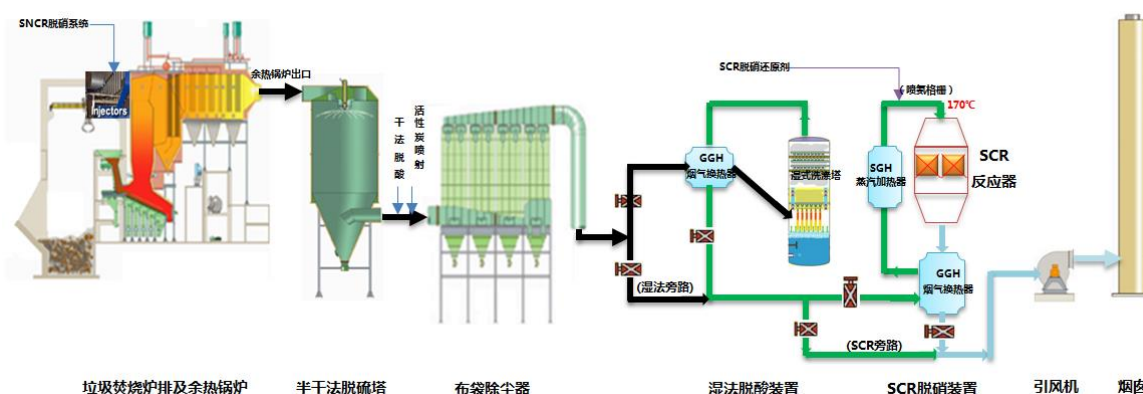 SNCR脱硝系统
Injectors
余热锅炉出口
干法脱酸
活性炭喷射
GGH
烟气换热器
湿式洗涤塔
SCR脱硝还原剂
(喷氨格栅)
170℃
SGH
蒸汽加热器
SCR
反应器
GGH
烟气换热器
(湿法旁路)
(SCR旁路)
垃圾焚烧炉排及余热锅炉
半干法脱硫塔
布袋除尘器
湿法脱酸装置
SCR脱硝装置
引风机
烟囱